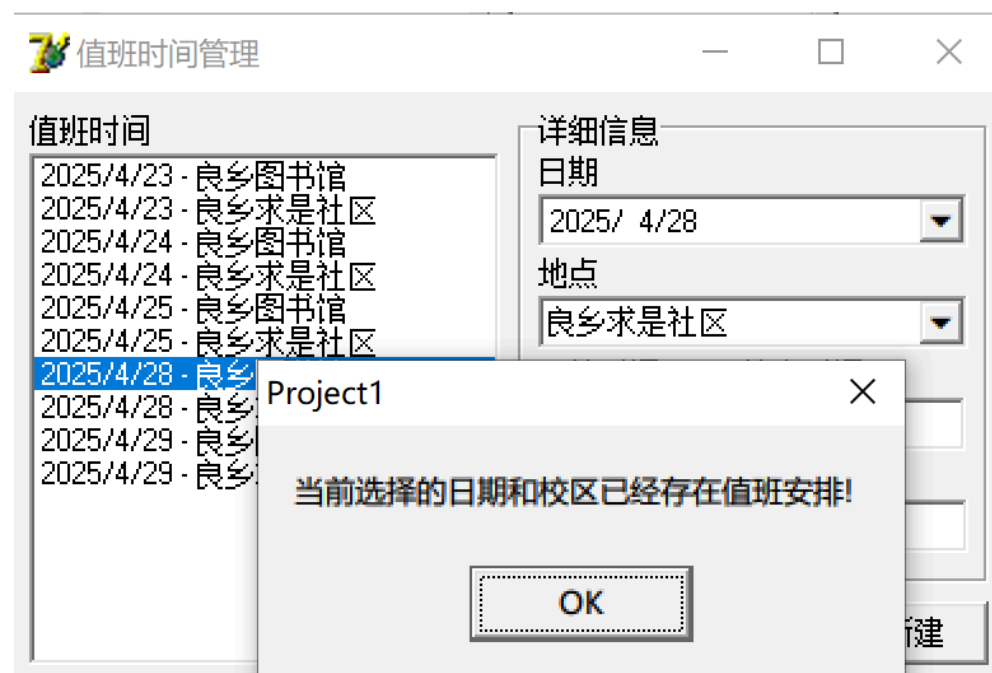 值班时间管理
值班时间
2025/4/23 - 良乡图书馆
2025/4/23 - 良乡求是社区
2025/4/24 - 良乡图书馆
2025/4/24 - 良乡求是社区
2025/4/25 - 良乡图书馆
2025/4/25 - 良乡求是社区
2025/4/28 - 良乡
2025/4/28 - 良乡
2025/4/29 - 良乡
2025/4/29 - 良乡
详细信息
日期
2025/ 4/28
地点
良乡求是社区
Project1
当前选择的日期和校区已经存在值班安排!
OK
建